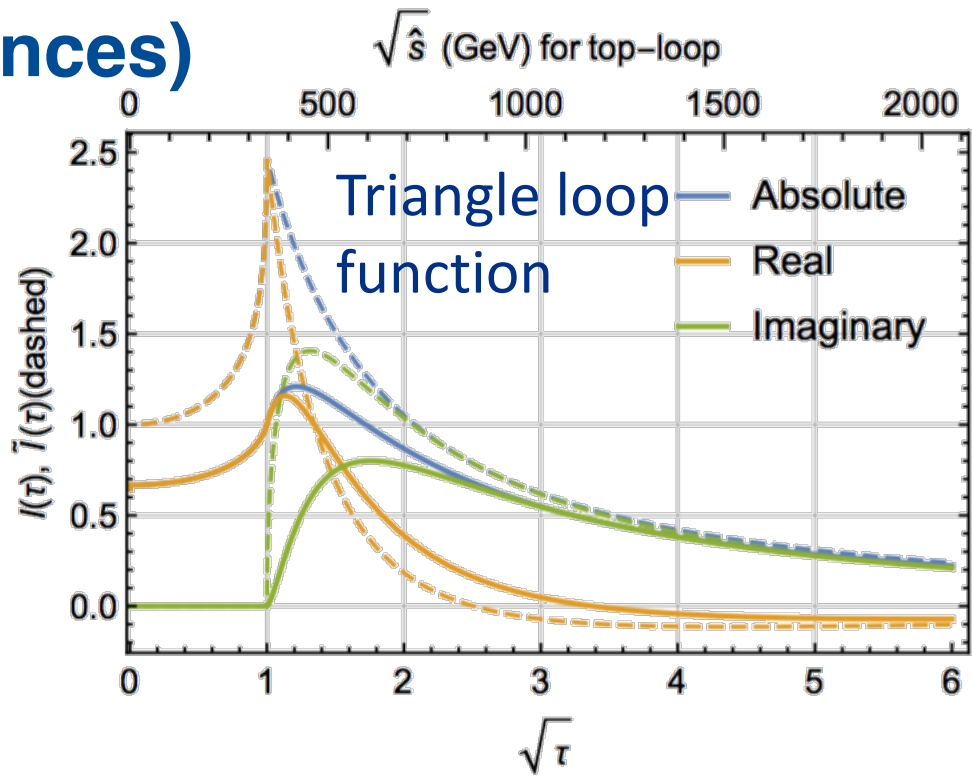 nces)
√ŝ (GeV) for top−loop
0 500 1000 1500 2000
2.5
2.0
1.5
1.0
0.5
0.0
I(τ), Ĩ(τ)(dashed)
Triangle loop
function
Absolute
Real
Imaginary
0 1 2 3 4 5 6
√τ